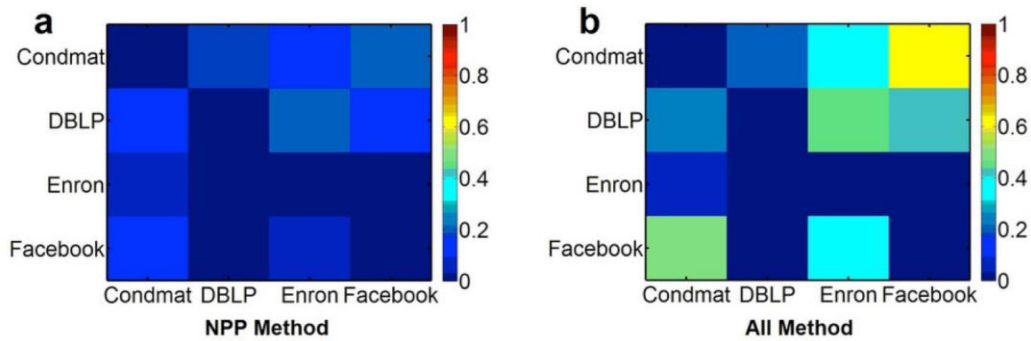 a
Condmat
DBLP
Enron
Facebook
Condmat DBLP Enron Facebook
NPP Method
1
0.8
0.6
0.4
0.2
0
b
Condmat
DBLP
Enron
Facebook
Condmat DBLP Enron Facebook
All Method
1
0.8
0.6
0.4
0.2
0